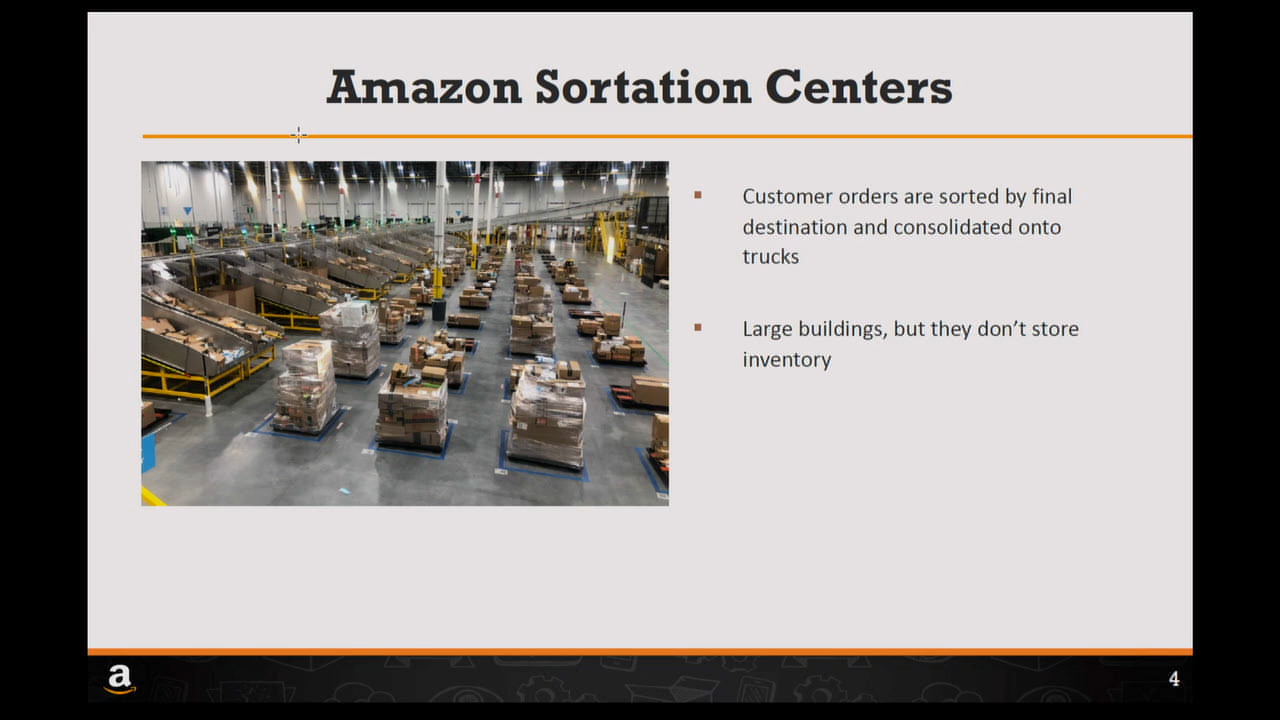 Amazon Sortation Centers
Customer orders are sorted by final
destination and consolidated onto
trucks
Large buildings, but they don’t store
inventory
a
4